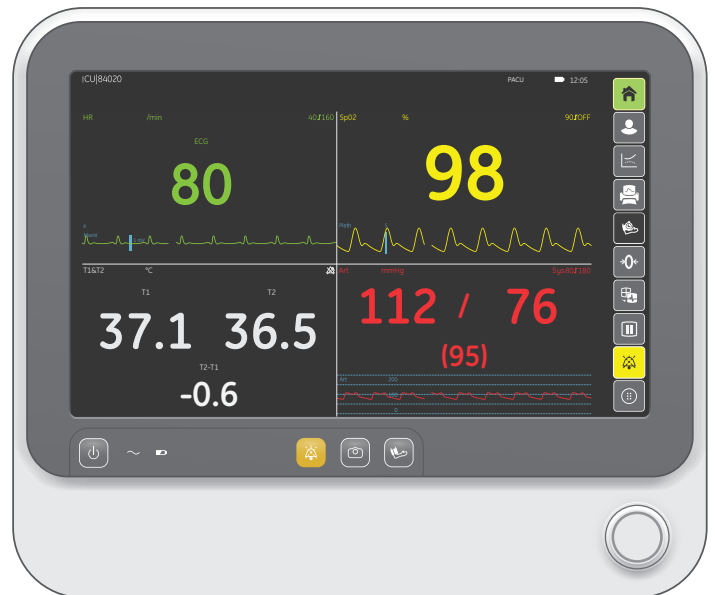 ICU|84020 PACU 12:05
HR /min 40 160
ECG
80
SpO2 % 90 OFF
98
Pleth
T1&T2 °C
T1 T2
37.1 36.5
T2-T1
-0.6
Art mmHg Sys80 180
112 / 76
(95)
Art 200
0